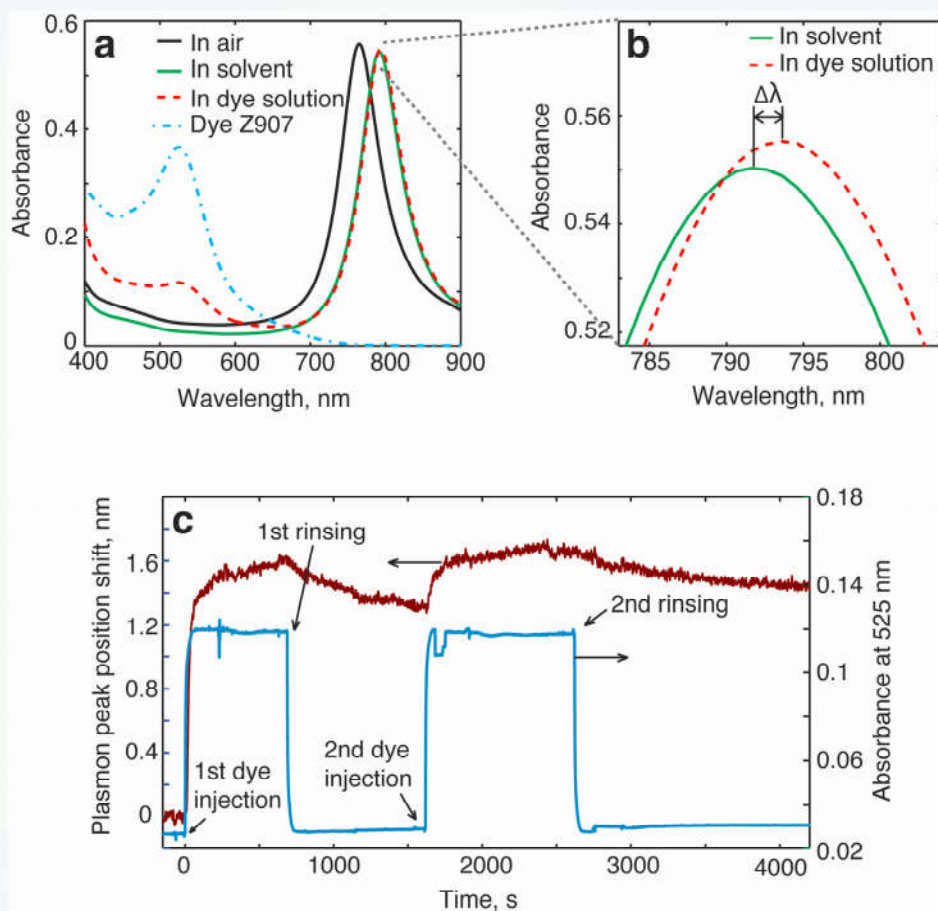 a
In air
In solvent
In dye solution
Dye Z907
0.6
0.4
0.2
0
Absorbance
400 500 600 700 800 900
Wavelength, nm
b
In solvent
In dye solution
Δλ
0.56
0.54
0.52
Absorbance
785 790 795 800
Wavelength, nm
c
1st rinsing
2nd rinsing
1st dye
injection
2nd dye
injection
Plasmon peak position shift, nm
1.6
1.2
0.8
0.4
0
0.18
0.14
0.1
0.06
0.02
Absorbance at 525 nm
0 1000 2000 3000 4000
Time, s